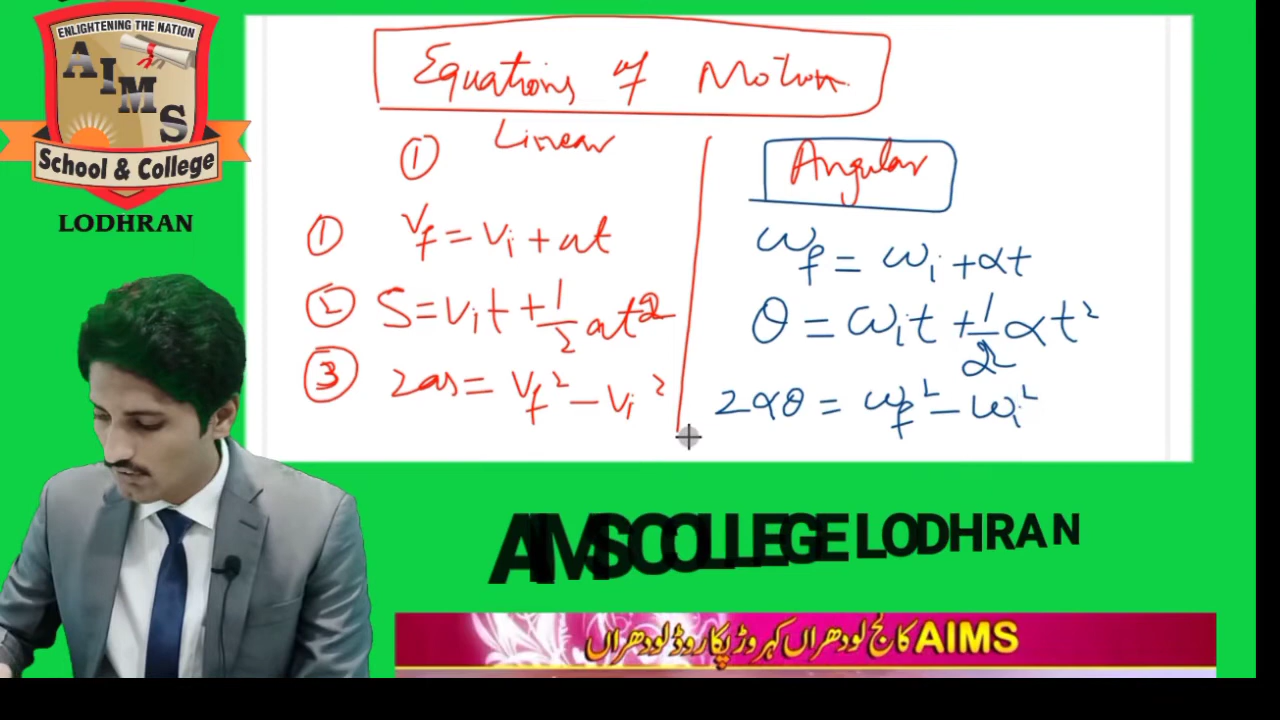 ENLIGHTENING THE NATION
AIMS
School & College
LODHRAN
Equations of Motion
① Linear
Angular
① Vf = Vi + at
ωf = ωi + αt
② S = Vit + 1/2 at²
θ = ωit + 1/2 αt²
③ 2as = Vf² − Vi²
2αθ = ωf² − ωi²
AIMS COLLEGE LODHRAN
AIMS کالج لودھراں کہروڑ پکا روڈ لودھراں